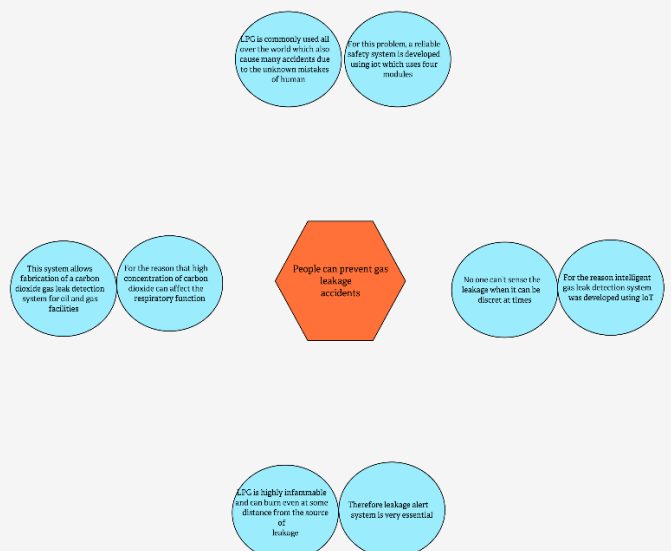 LPG is commonly used all
over the world which also
cause many accidents due
to the unknown mistakes
of human
For this problem, a reliable
safety system is developed
using iot which uses four
modules
This system allows
fabrication of a carbon
dioxide gas leak detection
system for oil and gas
facilities
For the reason that high
concentration of carbon
dioxide can affect the
respiratory function
People can prevent gas
leakage
accidents
No one can't sense the
leakage when it can be
discret at times
For the reason intelligent
gas leak detection system
was developed using IoT
LPG is highly infammable
and can burn even at some
distance from the source
of
leakage
Therefore leakage alert
system is very essential